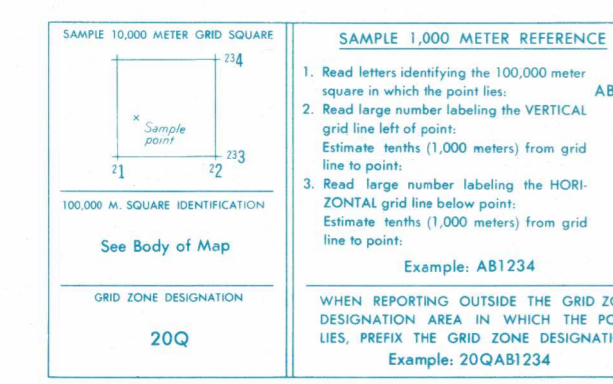 SAMPLE 10,000 METER GRID SQUARE
234
Sample
point
233
21
22
100,000 M. SQUARE IDENTIFICATION
See Body of Map
GRID ZONE DESIGNATION
20Q
SAMPLE 1,000 METER REFERENCE
1. Read letters identifying the 100,000 meter
square in which the point lies:
2. Read large number labeling the VERTICAL
grid line left of point:
Estimate tenths (1,000 meters) from grid
line to point:
3. Read large number labeling the HORI-
ZONTAL grid line below point:
Estimate tenths (1,000 meters) from grid
line to point:
AB
Example: AB1234
WHEN REPORTING OUTSIDE THE GRID
DESIGNATION AREA IN WHICH THE
LIES, PREFIX THE GRID ZONE
Example: 20QAB1234